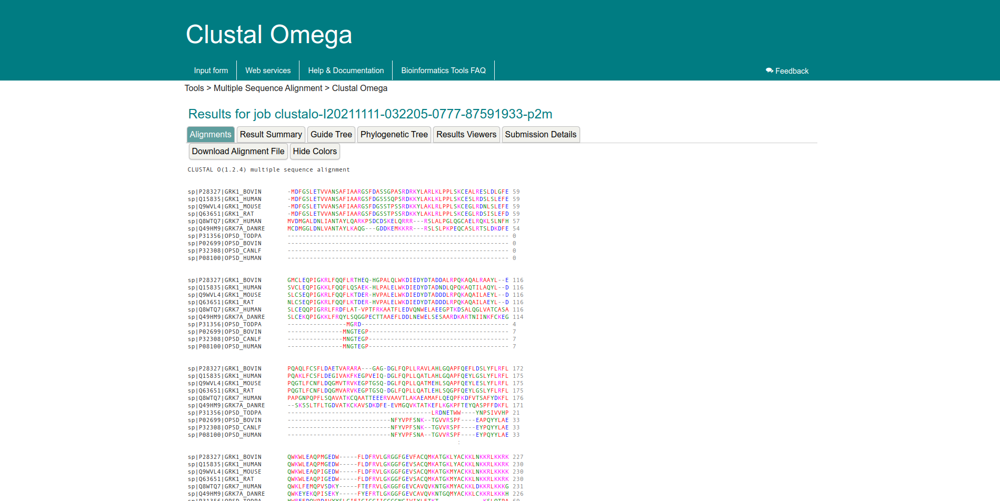 Clustal Omega
Input form
Web services
Help & Documentation
Bioinformatics Tools FAQ
Feedback
Tools > Multiple Sequence Alignment > Clustal Omega
Results for job clustalo-I20211111-032205-0777-87591933-p2m
Alignments
Result Summary
Guide Tree
Phylogenetic Tree
Results Viewers
Submission Details
Download Alignment File
Hide Colors
CLUSTAL O(1.2.4) multiple sequence alignment
sp|P28327|GRK1_BOVIN -MDFGSLETVVANSAFIAARGSFDASSGPASRDRKYLARLKLPPLSKCEALRESLDLGFE 59
sp|Q15835|GRK1_HUMAN -MDFGSLETVVANSAFIAARGSFDGSSSQPSRDKKYLAKLKLPPLSKCESLRDSLSLEFE 59
sp|Q9WVL4|GRK1_MOUSE -MDFGSLETVVANSAFIAARGSFDGSSTPSSRDKKYLAKLRLPPLSKCEGLRDNLSLEFE 59
sp|Q63651|GRK1_RAT -MDFGSLETVVANSAFIAARGSFDGSSTPSSRDKKYLAKLRLPPLSKCEGLRDSISLEFD 59
sp|Q8WTQ7|GRK7_HUMAN MVDMGALDNLIANTAYLQARKPSDCDSKELQRRR---RSLALPGLQGCAELRQKLSLNFH 57
sp|Q49HM9|GRK7A_DANRE MCDMGGLDNLVANTAYLKAQG---GDDKEMKKRR---RSLSLPKPEQCASLRTSLDKDFE 54
sp|P31356|OPSD_TODPA ------------------------------------------------------------ 0
sp|P02699|OPSD_BOVIN ------------------------------------------------------------ 0
sp|P32308|OPSD_CANLF ------------------------------------------------------------ 0
sp|P08100|OPSD_HUMAN ------------------------------------------------------------ 0
sp|P28327|GRK1_BOVIN GMCLEQPIGKRLFQQFLRTHEQ-HGPALQLWKDIEDYDTADDALRPQKAQALRAAYL--E 116
sp|Q15835|GRK1_HUMAN SVCLEQPIGKKLFQQFLQSAEK-HLPALELWKDIEDYDTADNDLQPQKAQTILAQYL--D 116
sp|Q9WVL4|GRK1_MOUSE SLCSEQPIGKRLFQQFLKTDER-HVPALELWKDIEDYDTADDDLRPQKAQAILAEYL--D 116
sp|Q63651|GRK1_RAT NLCSEQPIGKRLFQQFLKTDER-HVPALELWKDIEDYDTADDDLRPQKAQAILAEYL--D 116
sp|Q8WTQ7|GRK7_HUMAN SLCEQQPIGRRLFRDFLAT-VPTFRKAATFLEDVQNWELAEEGPTKDSALQGLVATCASA 116
sp|Q49HM9|GRK7A_DANRE SLCEKQPIGKKLFRQYLSQGGPECTTAAEFLDDLNEWELSESAARDKARTNIINKFCKEG 114
sp|P31356|OPSD_TODPA ----------------MGRD---------------------------------------- 4
sp|P02699|OPSD_BOVIN ---------------MNGTEGP-------------------------------------- 7
sp|P32308|OPSD_CANLF ---------------MNGTEGP-------------------------------------- 7
sp|P08100|OPSD_HUMAN ---------------MNGTEGP-------------------------------------- 7
sp|P28327|GRK1_BOVIN PQAQLFCSFLDAETVARARA---GAG-DGLFQPLLRAVLAHLGQAPFQEFLDSLYFLRFL 172
sp|Q15835|GRK1_HUMAN PQAKLFCSFLDEGIVAKFKEGPVEIQ-DGLFQPLLQATLAHLGQAPFQEYLGSLYFLRFL 175
sp|Q9WVL4|GRK1_MOUSE PQGTLFCNFLDQGMVTRVKEGPTGSQ-DGLFQPLLQATMEHLSQAPFQEYLESLYFLRFL 175
sp|Q63651|GRK1_RAT PQGTLFCNFLDQGMVARVKEGPTGSQ-DGLFQPLLQATLEHLSQGPFQEYLGSLYFLRFL 175
sp|Q8WTQ7|GRK7_HUMAN PAPGNPQPFLSQAVATKCQAATTEEERVAAVTLAKAEAMAFLQEQPFKDFVTSAFYDKFL 176
sp|Q49HM9|GRK7A_DANRE --SKSSLTFLTGDVATKCKAVSDKDFE-EVMGQVKTATKEFLKGKPFTEYQASPFFDKFL 171
sp|P31356|OPSD_TODPA ---------------------------------------LRDNETWW----YNPSIVVHP 21
sp|P02699|OPSD_BOVIN ----------------------------NFYVPFSNK--TGVVRSPF----EAPQYYLAE 33
sp|P32308|OPSD_CANLF ----------------------------NFYVPFSNK--TGVVRSPF----EYPQYYLAE 33
sp|P08100|OPSD_HUMAN ----------------------------NFYVPFSNA--TGVVRSPF----EYPQYYLAE 33
:
sp|P28327|GRK1_BOVIN QWKWLEAQPMGEDW-----FLDFRVLGRGGFGEVFACQMKATGKLYACKKLNKKRLKKRK 227
sp|Q15835|GRK1_HUMAN QWKWLEAQPMGEDW-----FLDFRVLGKGGFGEVSACQMKATGKLYACKKLNKKRLKKRK 230
sp|Q9WVL4|GRK1_MOUSE QWKWLEAQPIGEDW-----FLDFRVLGKGGFGEVSACQMKATGKMYACKKLNKKRLKKKK 230
sp|Q63651|GRK1_RAT QWKWLEAQPIGEDW-----FLDFRVLGKGGFGEVSACQMKATGKMYACKKLNKKRLKKRK 230
sp|Q8WTQ7|GRK7_HUMAN QWKLFEMQPVSDKY-----FTEFRVLGKGGFGEVCAVQVKNTGKMYACKKLDKKRLKKKG 231
sp|Q49HM9|GRK7A_DANRE QWKEYEKQPISEKY-----FYEFRTLGKGGFGEVCAVQVKNTGQMYACKKLCKKRLKKKH 226